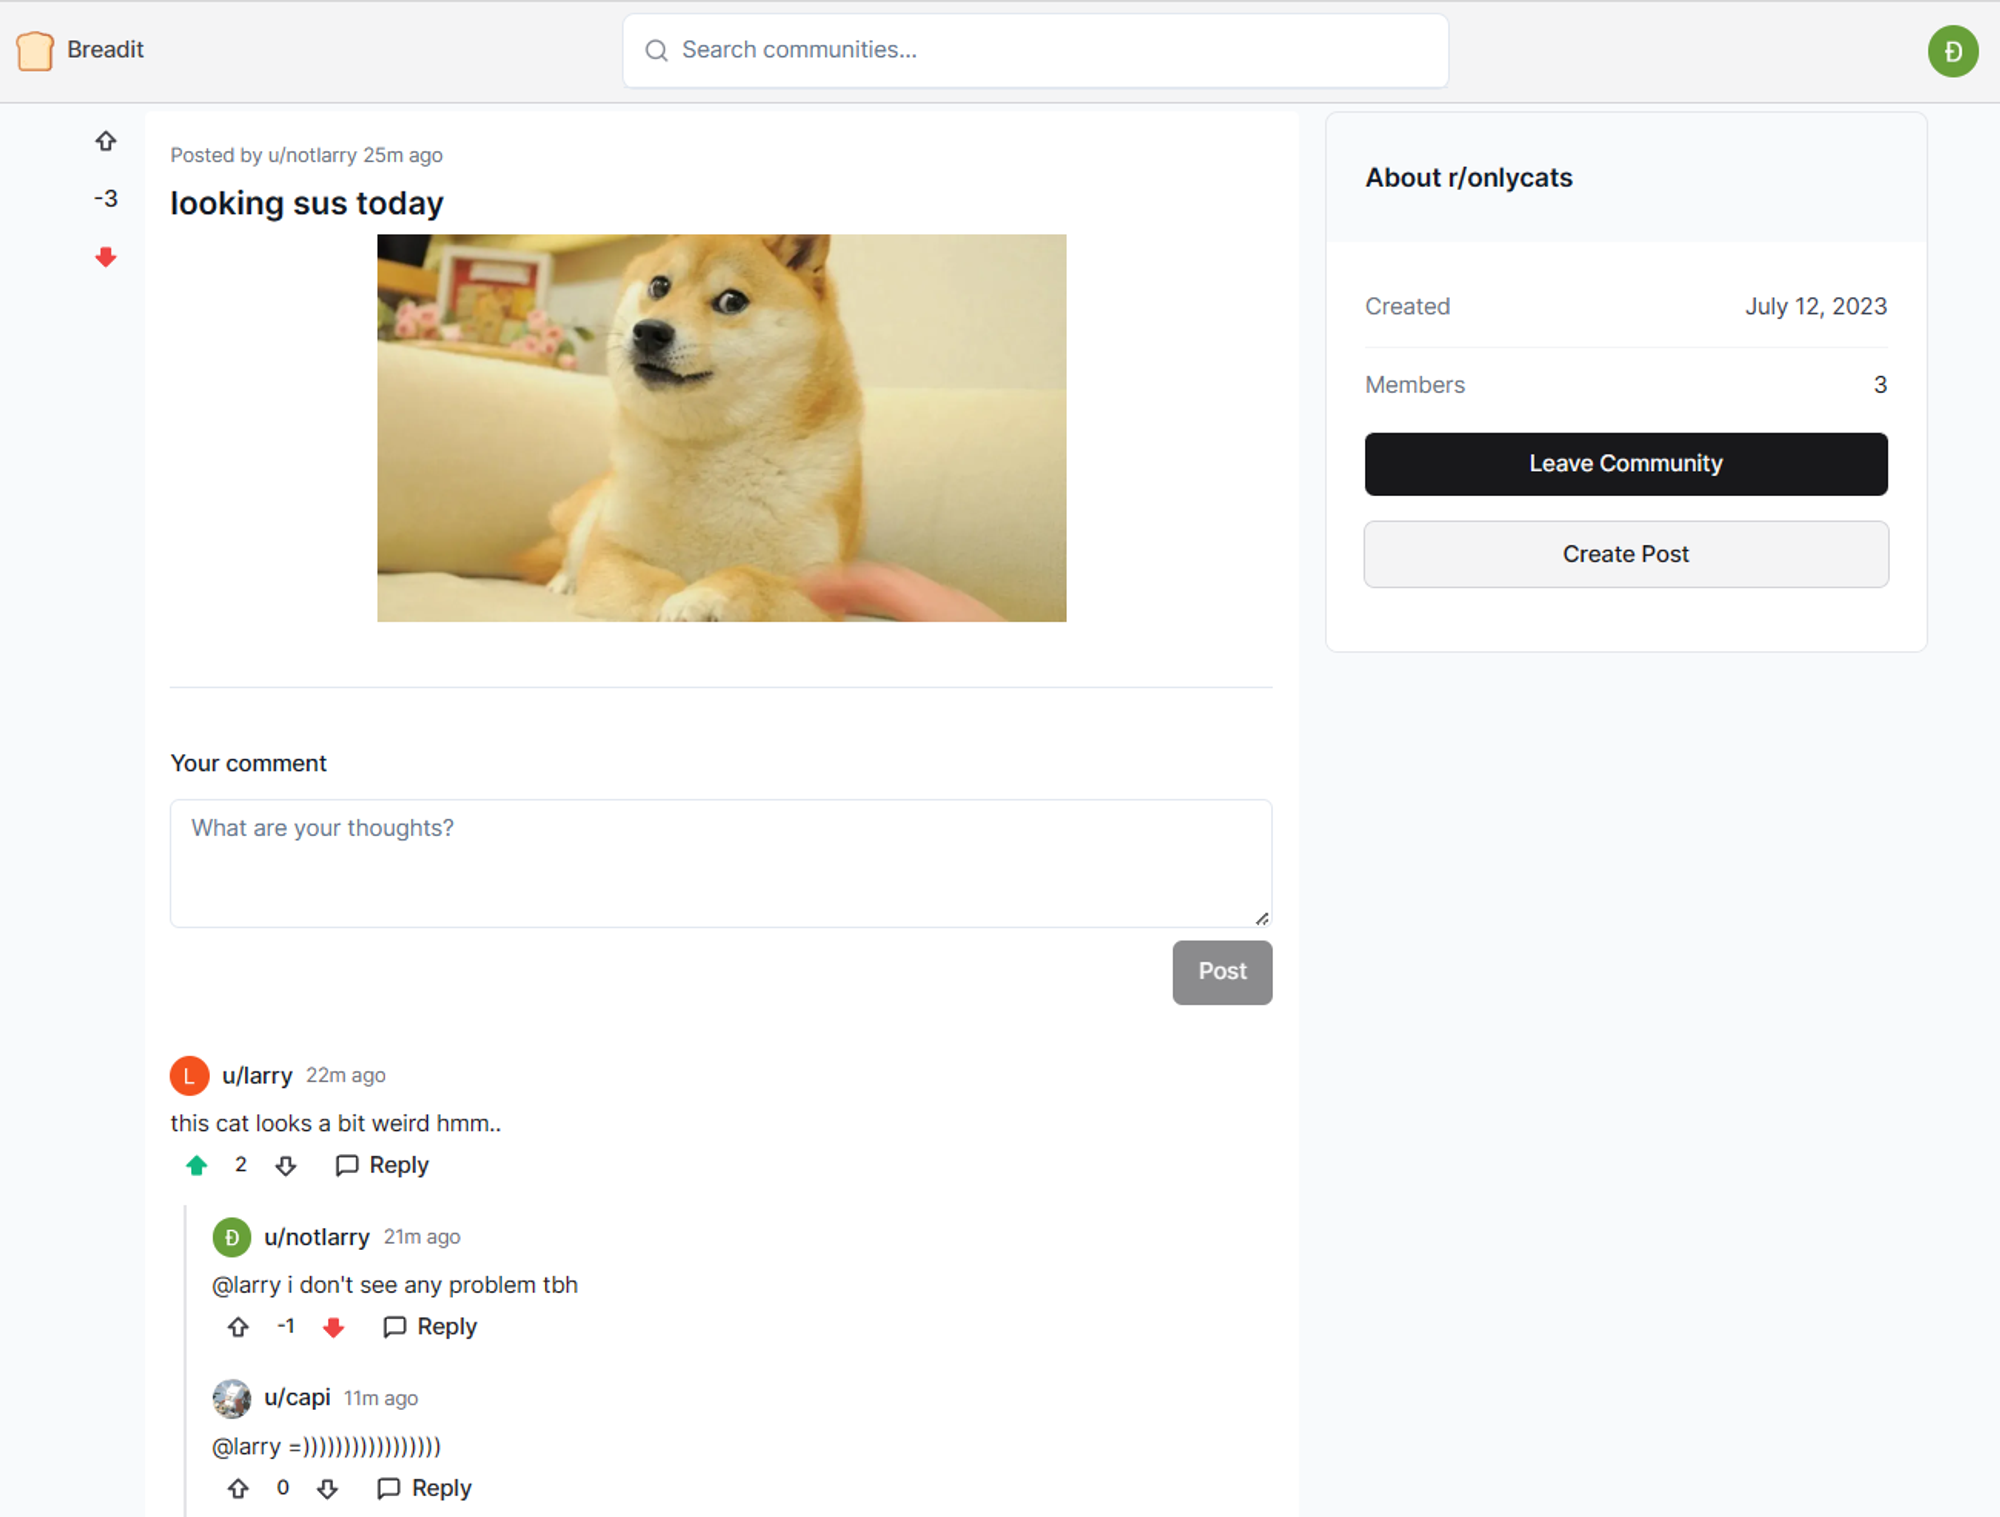 Breadit
Search communities...
Đ
Posted by u/notlarry 25m ago
looking sus today
-3
About r/onlycats
Created July 12, 2023
Members 3
Leave Community
Create Post
Your comment
What are your thoughts?
Post
L u/larry 22m ago
this cat looks a bit weird hmm..
2 Reply
Đ u/notlarry 21m ago
@larry i don't see any problem tbh
-1 Reply
u/capi 11m ago
@larry =)))))))))))))))))
0 Reply